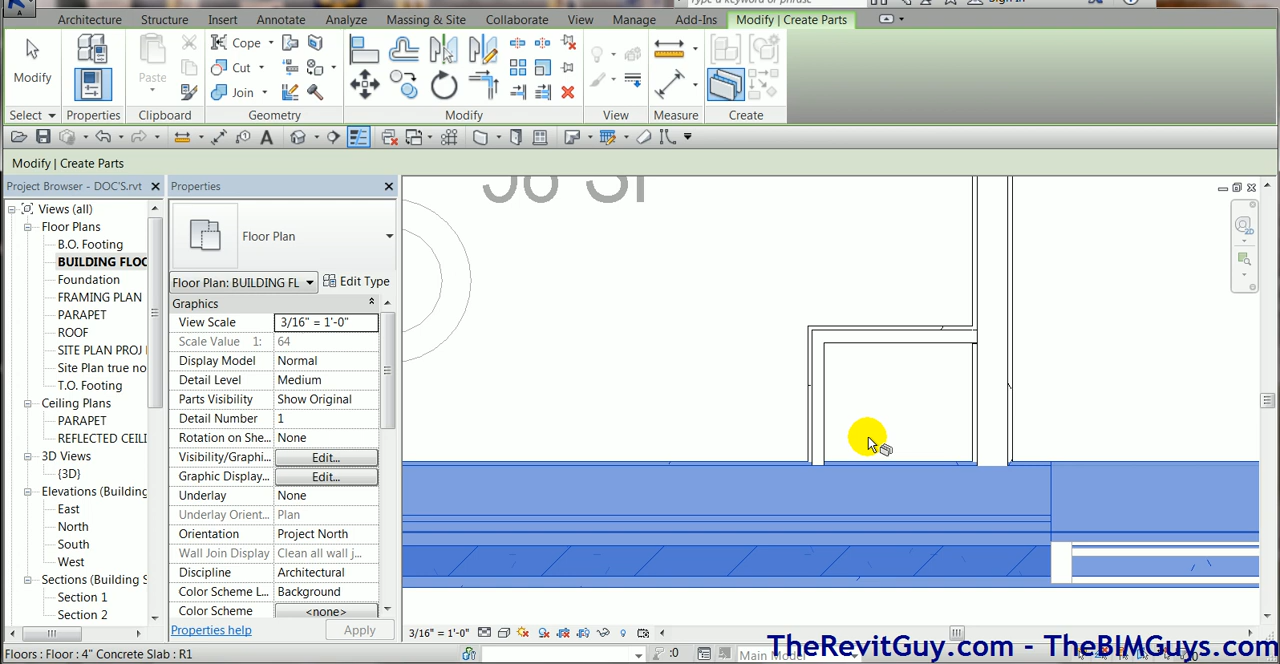 Type a keyword or phrase
Sign In
Architecture Structure Insert Annotate Analyze Massing & Site Collaborate View Manage Add-Ins Modify | Create Parts
Modify
Paste
Cope
Cut
Join
Select Properties Clipboard Geometry Modify View Measure Create
Modify | Create Parts
Project Browser - DOC'S.rvt
Properties
Views (all)
Floor Plans
B.O. Footing
BUILDING FLOO
Foundation
FRAMING PLAN
PARAPET
ROOF
SITE PLAN PROJ
Site Plan true no
T.O. Footing
Ceiling Plans
PARAPET
REFLECTED CEILI
3D Views
{3D}
Elevations (Building
East
North
South
West
Sections (Building S
Section 1
Section 2
Floor Plan
Floor Plan: BUILDING FL
Edit Type
Graphics
View Scale 3/16" = 1'-0"
Scale Value 1: 64
Display Model Normal
Detail Level Medium
Parts Visibility Show Original
Detail Number 1
Rotation on She... None
Visibility/Graphi... Edit...
Graphic Display... Edit...
Underlay None
Underlay Orient... Plan
Orientation Project North
Wall Join Display Clean all wall j...
Discipline Architectural
Color Scheme L... Background
Color Scheme <none>
Properties help
Apply
3/16" = 1'-0"
Floors : Floor : 4" Concrete Slab : R1
:0
Main Model
TheRevitGuy.com - TheBIMGuys.com